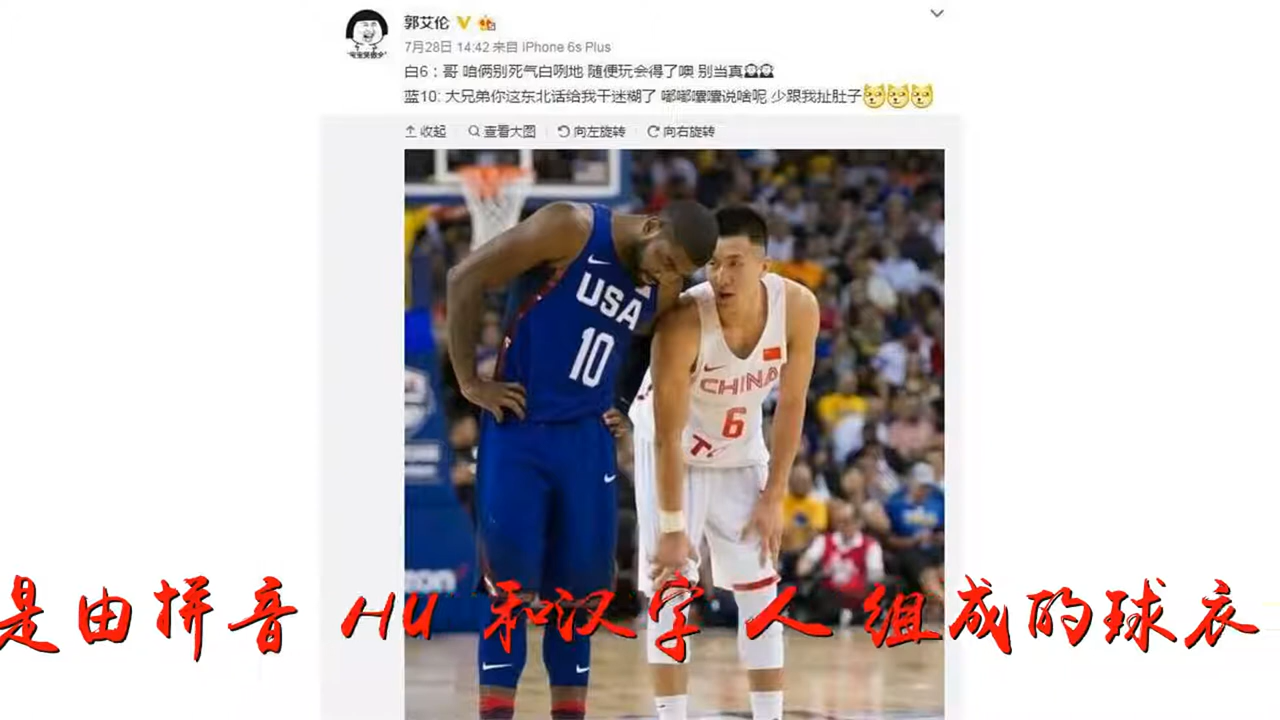 郭艾伦
7月28日 14:42 来自 iPhone 6s Plus
白6：哥 咱俩别死气白咧地 随便玩会得了噢 别当真
蓝10: 大兄弟你这东北话给我干迷糊了 嘟嘟囔囔说啥呢 少跟我扯肚子
收起 查看大图 向左旋转 向右旋转
USA
10
CHINA
6
是由拼音 HU 和汉字 人 组成的球衣